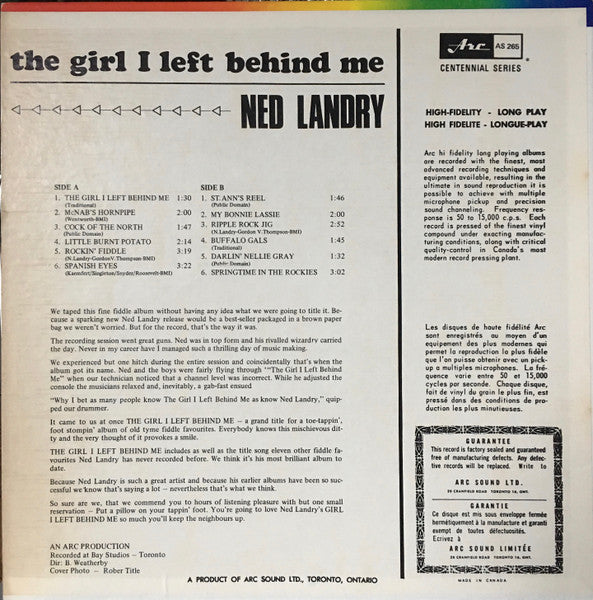 the girl I left behind me
NED LANDRY
SIDE A
1. THE GIRL I LEFT BEHIND ME 1:30
(Traditional)
2. McNAB'S HORNPIPE 2:00
(Wentworth-BMI)
3. COCK OF THE NORTH 1:47
(Public Domain)
4. LITTLE BURNT POTATO 2:14
5. ROCKIN' FIDDLE 3:19
(N.Landry-GordonV.Thompson-BMI)
6. SPANISH EYES 3:22
(Kaemfert/Singleton/Snyder/Roosevelt-BMI)
SIDE B
1. ST.ANN'S REEL 1:46
(Public Domain)
2. MY BONNIE LASSIE 2:00
3. RIPPLE ROCK JIG 2:52
(N.Landry-Gordon V. Thompson-BMI)
4. BUFFALO GALS 1:45
(Traditional)
5. DARLIN' NELLIE GRAY 1:32
(Public Domain)
6. SPRINGTIME IN THE ROCKIES 3:02
We taped this fine fiddle album without having any idea what we were going to title it. Be-
cause a sparking new Ned Landry release would be a best-seller packaged in a brown paper
bag we weren't worried. But for the record, that's the way it was.
The recording session went great guns. Ned was in top form and his rivalled wizardry carried
the day. Never in my career have I managed such a thrilling day of music making.
We experienced but one hitch during the entire session and coincidentally that's when the
album got its name. Ned and the boys were fairly flying through '"The Girl I Left Behind
Me" when our technician noticed that a channel level was incorrect. While he adjusted the
console the musicians relaxed and, inevitably, a gab-fast ensued
"Why I bet as many people know The Girl I Left Behind Me as know Ned Landry," quip-
ped our drummer.
It came to us at once THE GIRL I LEFT BEHIND ME – a grand title for a toe-tappin',
foot stompin' album of old tyme fiddle favourites. Everybody knows this mischievous dit-
ty and the very thought of it provokes a smile.
THE GIRL I LEFT BEHIND ME includes as well as the title song eleven other fiddle fa-
vourites Ned Landry has never recorded before. We think it's his most brilliant album to
date.
Because Ned Landry is such a great artist and because his earlier albums have been so suc-
cessful we know that's saying a lot – nevertheless that's what we think.
So sure are we, that we commend you to hours of listening pleasure with but one small
reservation – Put a pillow on your tappin' foot. You're going to love Ned Landry's GIRL
I LEFT BEHIND ME so much you'll keep the neighbours up.
AN ARC PRODUCTION
Recorded at Bay Studios – Toronto
Dir: B. Weatherby
Cover Photo – Rober Title
A PRODUCT OF ARC SOUND LTD., TORONTO, ONTARIO
Arc AS 265
CENTENNIAL SERIES
HIGH-FIDELITY - LONG PLAY
HIGH FIDELITE - LONGUE-PLAY
Arc hi fidelity long playing albums
are recorded with the finest, most
advanced recording techniques and
equipment available, resulting in the
ultimate in sound reproduction it is
possible to achieve with microphone
pickup and precision
sound channeling. Frequency
response is 50 to 15,000 c.p.s. Each
record is pressed of the finest vinyl
compound under exacting manufac-
turing conditions, along with critical
quality-control in Canada's most
modern record pressing plant.
Les disques de haute fidélité Arc
sont enregistrés au moyen d'un
equipement des plus modernes qui
permet la reproduction la plus fidèle
que l'on puisse obtenir avec un pick-
up a multiples microphones. La fré-
quence varie entre 50 et 15,000
cycles par seconde. Chaque disque,
fait de vinyl du grain le plus fin, est
pressé dans des conditions de pro-
duction les plus minutieuses.
GUARANTEE
This record is factory sealed and guaranteed
free of manufacturing defects. Any defec-
tive records will be replaced. Write to
ARC SOUND LTD.
20 CRANFIELD ROAD TORONTO 16, ONT.
GARANTIE
Ce disque est mis sous enveloppe fermée
hermétiquement à la manufacture et garanti
exempt de toutes défectuosités.
Ecrivez à
ARC SOUND LIMITÉE
20 CRANFIELD ROAD TORONTO 16, ONT.
MADE IN CANADA